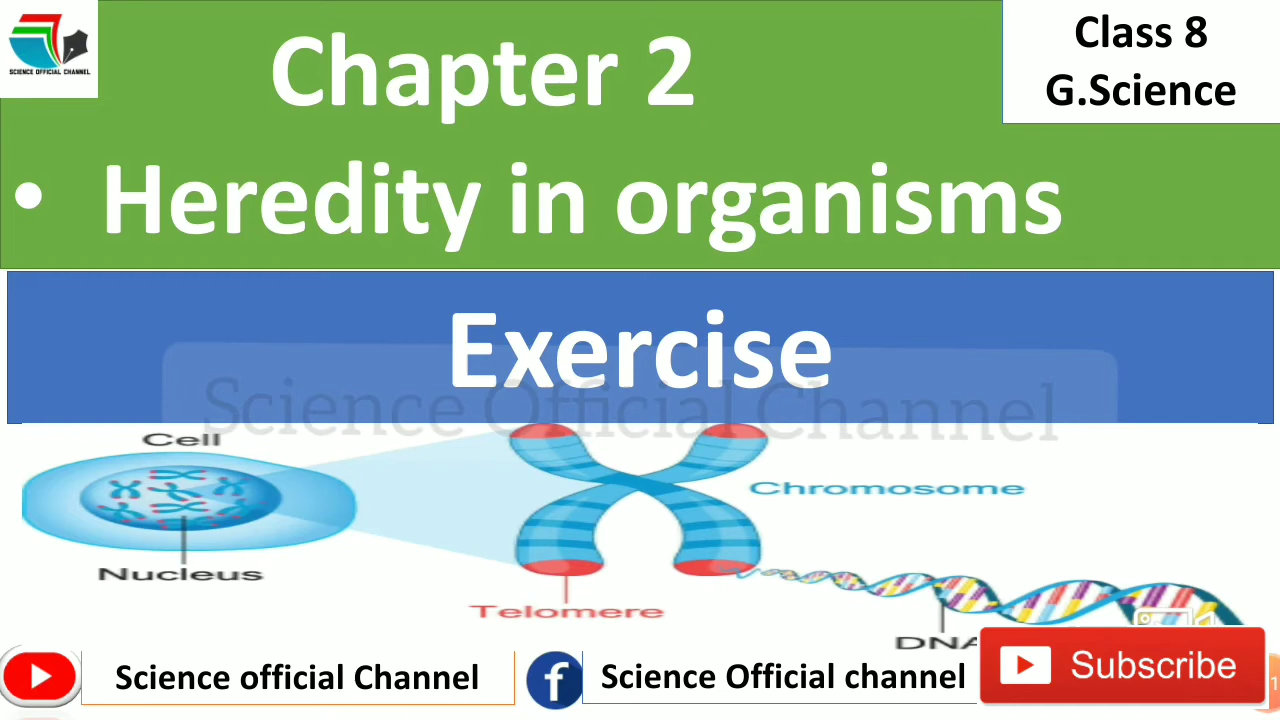 SCIENCE OFFICIAL CHANNEL
Chapter 2
Class 8
G.Science
• Heredity in organisms
Exercise
Science Official Channel
Cell
Chromosome
Nucleus
Telomere
DNA
Science official Channel
Science Official channel
Subscribe
1